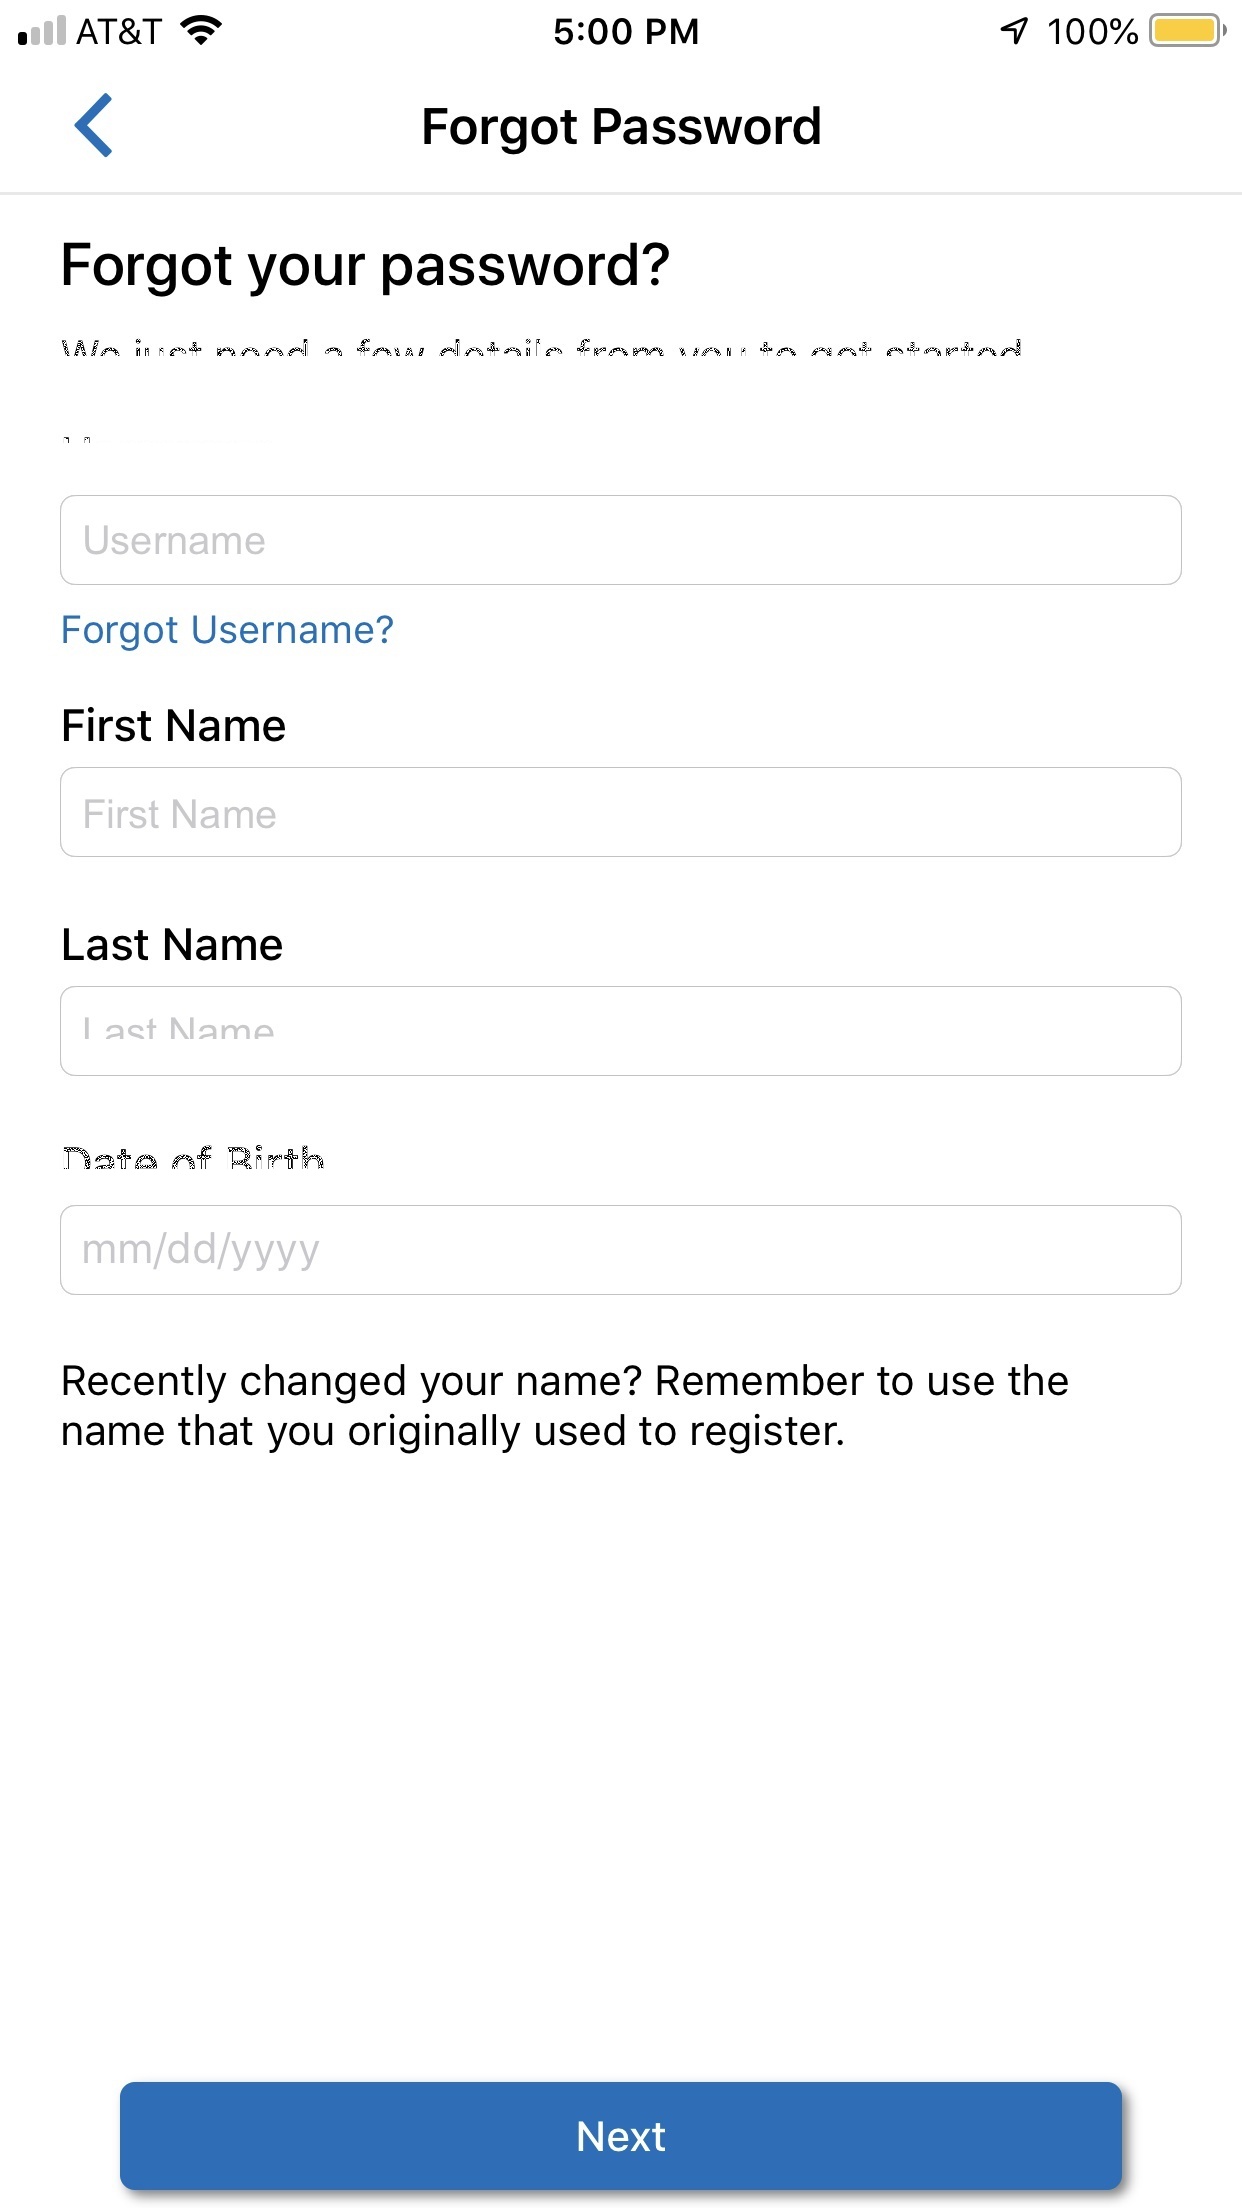 AT&T
5:00 PM
100%
Forgot Password
Forgot your password?
We just need a few details from you to get started
Username
Forgot Username?
First Name
First Name
Last Name
Last Name
Date of Birth
mm/dd/yyyy
Recently changed your name? Remember to use the
name that you originally used to register.
Next